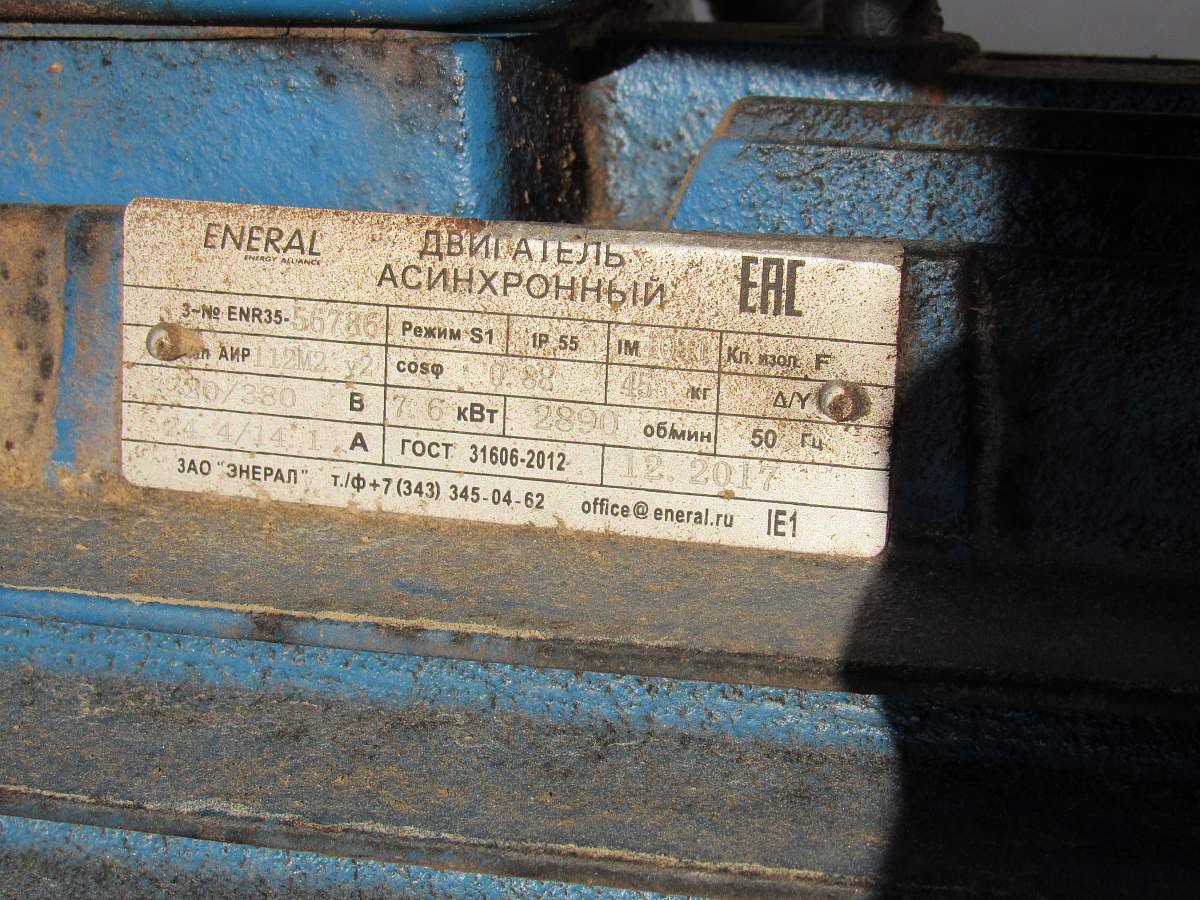 ENERAL
ENERGY ALLIANCE
ДВИГАТЕЛЬ
АСИНХРОННЫЙ
ЕАС
3~№ ENR35-56786 Режим S1 IP 55 IM Кл. изол. F
АИР 112М2 У2 cosφ 0.88 45 кг Δ/Y
/380 В 7.6 кВт 2890 об/мин 50 Гц
24.4/14.1 А ГОСТ 31606-2012 12.2017
ЗАО "ЭНЕРАЛ" т./ф+7 (343) 345-04-62 office@eneral.ru IE1